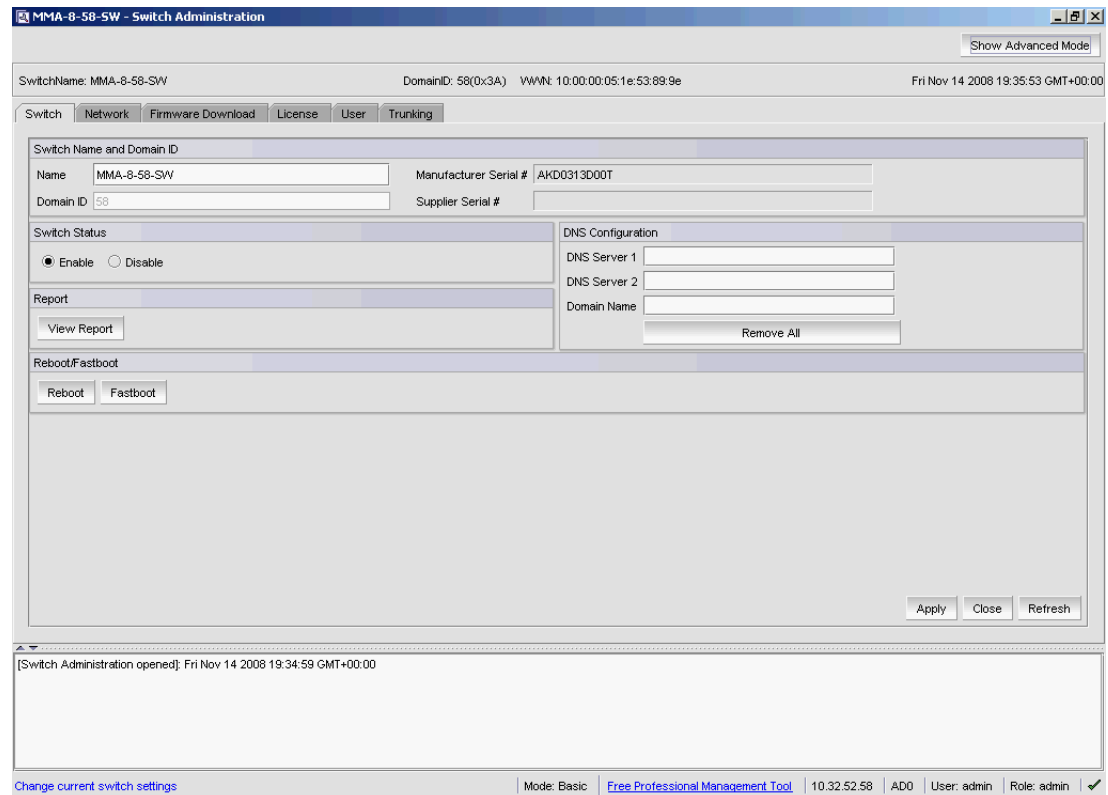 MMA-8-58-SW - Switch Administration
Show Advanced Mode
SwitchName: MMA-8-58-SW DomainID: 58(0x3A) WWN: 10:00:00:05:1e:53:89:9e Fri Nov 14 2008 19:35:53 GMT+00:00
Switch Network Firmware Download License User Trunking
Switch Name and Domain ID
Name MMA-8-58-SW Manufacturer Serial # AKD0313D00T
Domain ID 58 Supplier Serial #
Switch Status DNS Configuration
Enable Disable DNS Server 1
DNS Server 2
Report Domain Name
View Report Remove All
Reboot/Fastboot
Reboot Fastboot
Apply Close Refresh
[Switch Administration opened]: Fri Nov 14 2008 19:34:59 GMT+00:00
Change current switch settings Mode: Basic Free Professional Management Tool 10.32.52.58 AD0 User: admin Role: admin